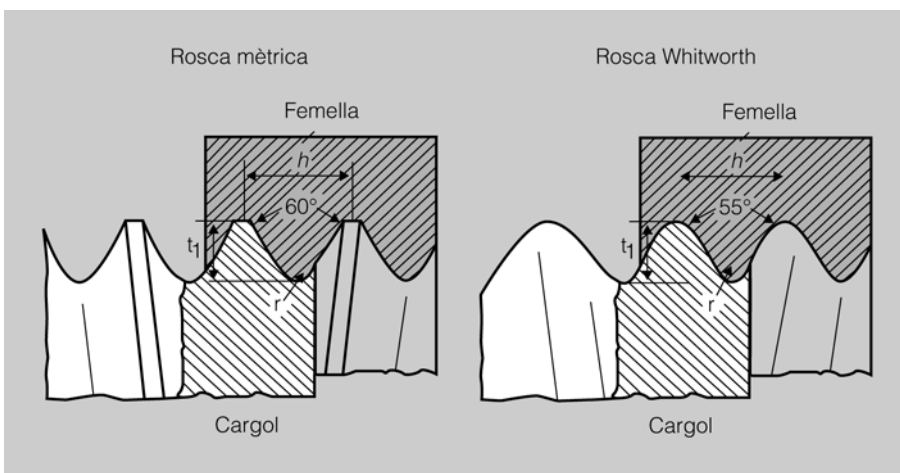 Rosca mètrica
Femella
h
60°
t1
r
Cargol
Rosca Whitworth
Femella
h
55°
t1
r
Cargol